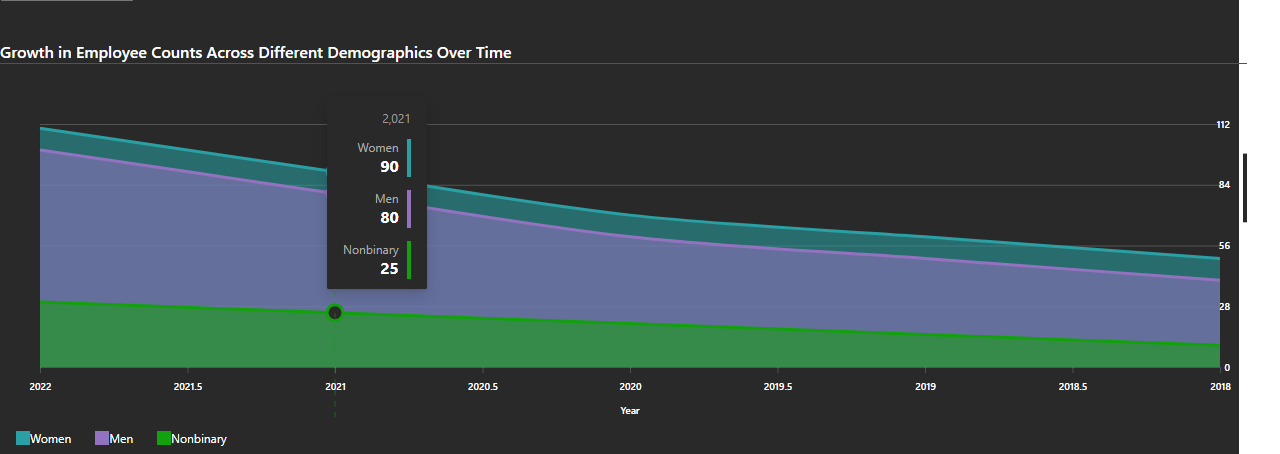 Growth in Employee Counts Across Different Demographics Over Time
2,021
Women
90
Men
80
Nonbinary
25
112
84
56
28
0
2022 2021.5 2021 2020.5 2020 2019.5 2019 2018.5 2018
Year
Women Men Nonbinary